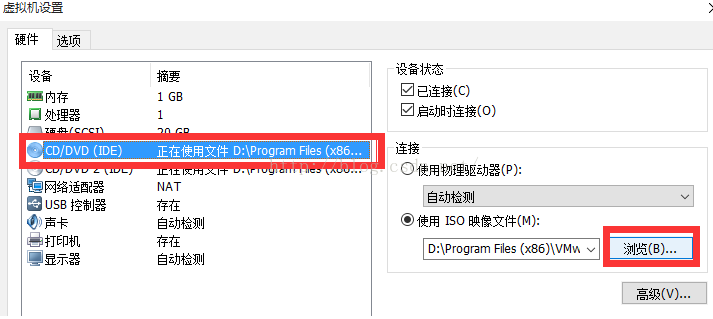 虚拟机设置
硬件 选项
设备 摘要
内存 1 GB
处理器 1
硬盘(SCSI) 20 GB
CD/DVD (IDE) 正在使用文件 D:\Program Files (x86...
CD/DVD 2 (IDE) 正在使用文件 D:\Program Files (x86...
网络适配器 NAT
USB 控制器 存在
声卡 自动检测
打印机 存在
显示器 自动检测
设备状态
已连接(C)
启动时连接(O)
连接
使用物理驱动器(P):
自动检测
使用 ISO 映像文件(M):
D:\Program Files (x86)\VMw 浏览(B)...
高级(V)...